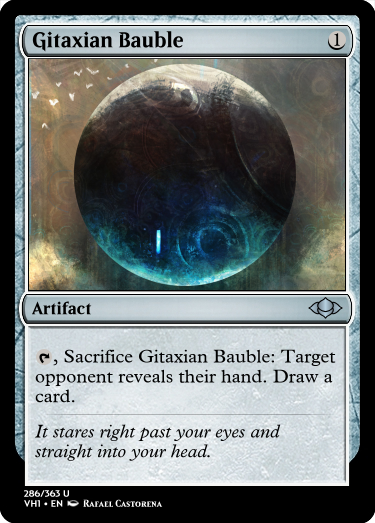 Gitaxian Bauble 1
Artifact
, Sacrifice Gitaxian Bauble: Target
opponent reveals their hand. Draw a
card.
It stares right past your eyes and
straight into your head.
286/363 U
VH1 • EN Rafael Castorena